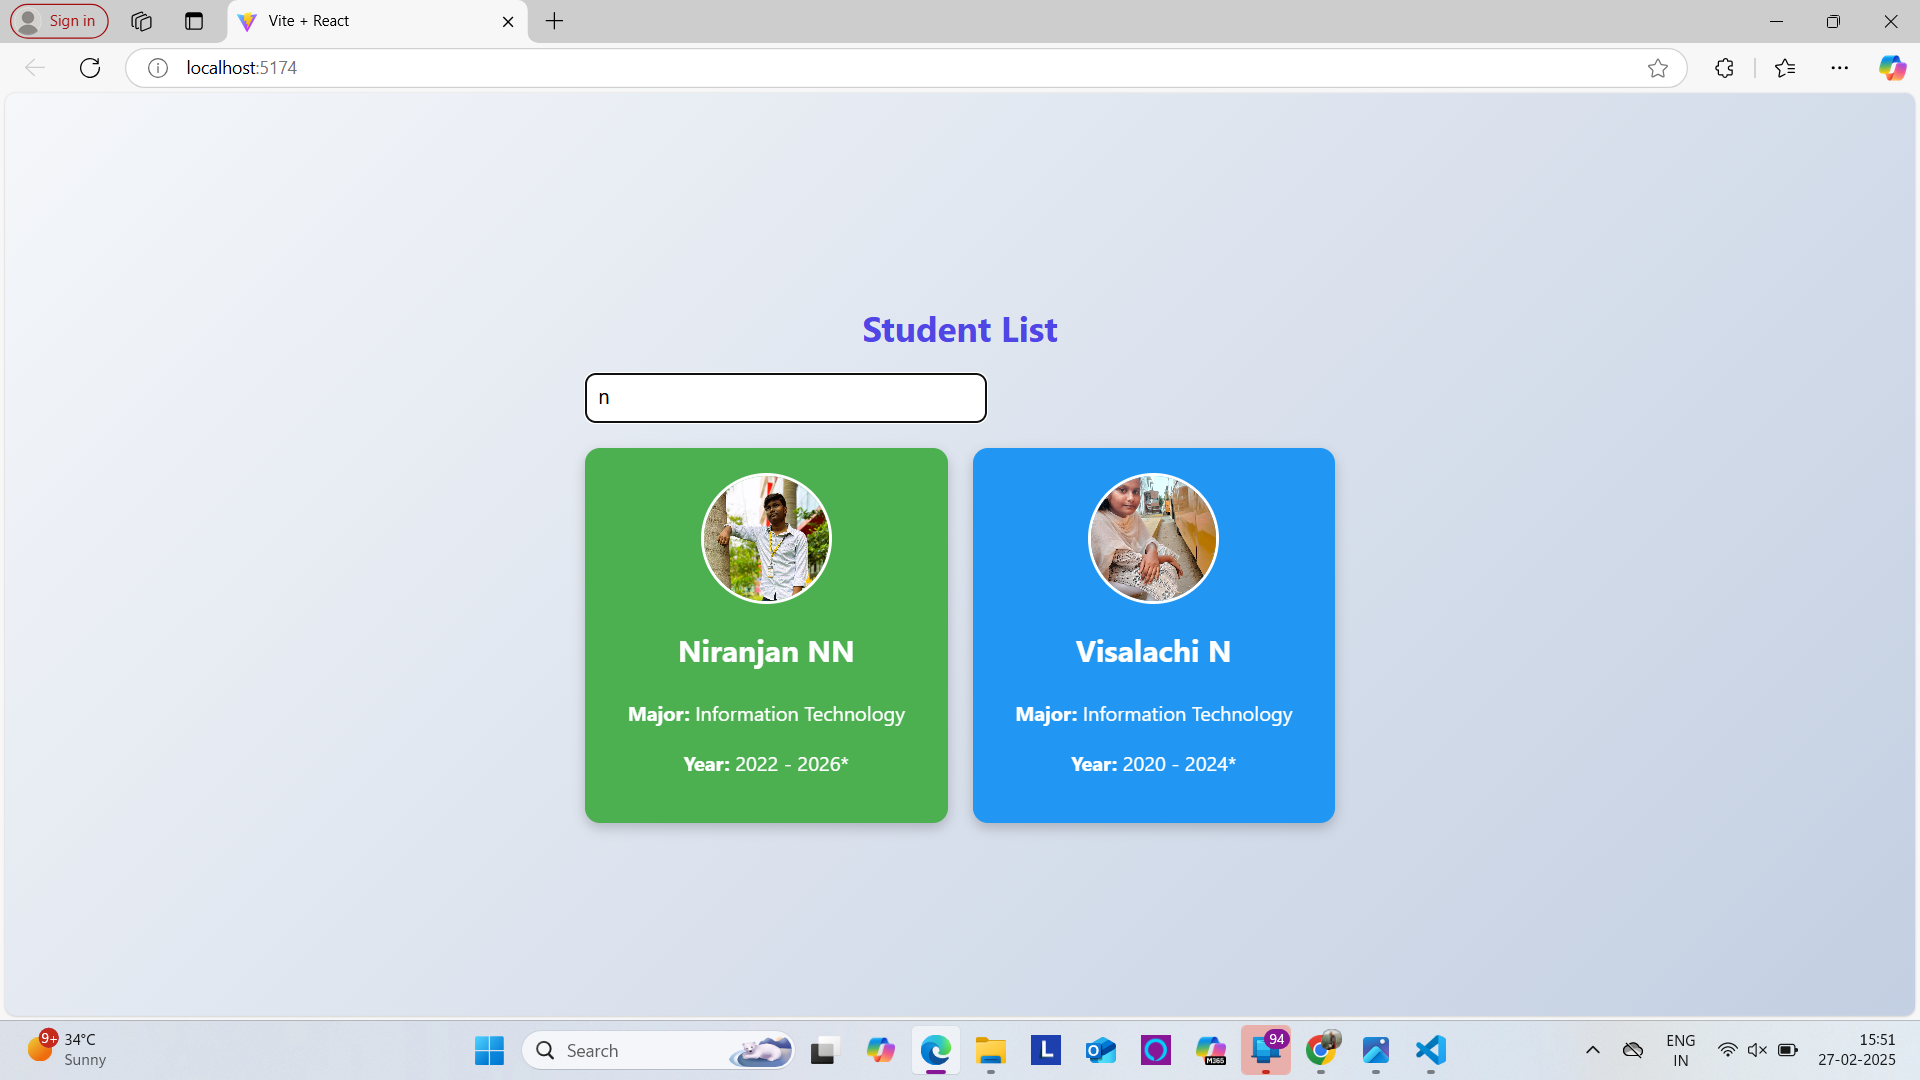 Sign in
Vite + React
localhost:5174
Student List
n
Niranjan NN
Major: Information Technology
Year: 2022 - 2026*
Visalachi N
Major: Information Technology
Year: 2020 - 2024*
9+
34°C
Sunny
Search
L
M365
94
ENG
IN
15:51
27-02-2025